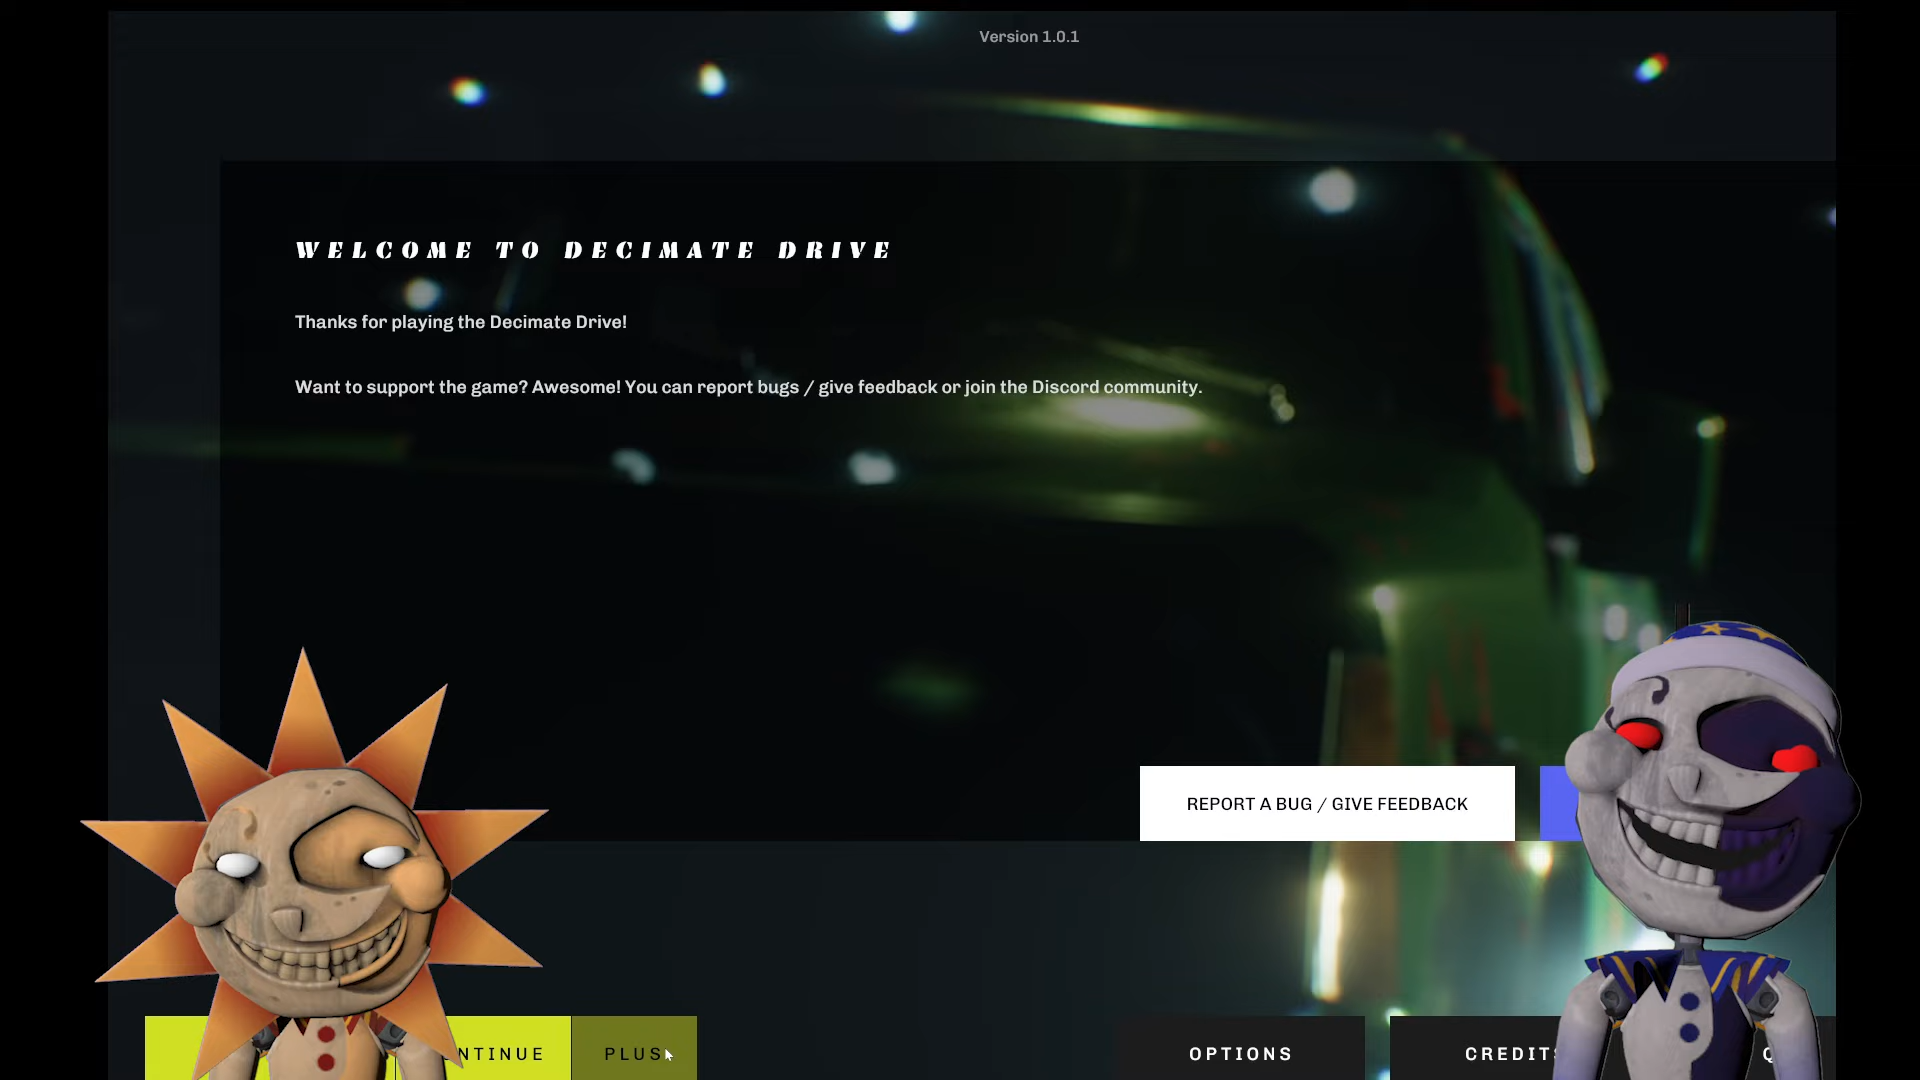 Version 1.0.1
WELCOME TO DECIMATE DRIVE
Thanks for playing the Decimate Drive!
Want to support the game? Awesome! You can report bugs / give feedback or join the Discord community.
REPORT A BUG / GIVE FEEDBACK
NTINUE
PLUS
OPTIONS
CREDITS
Q